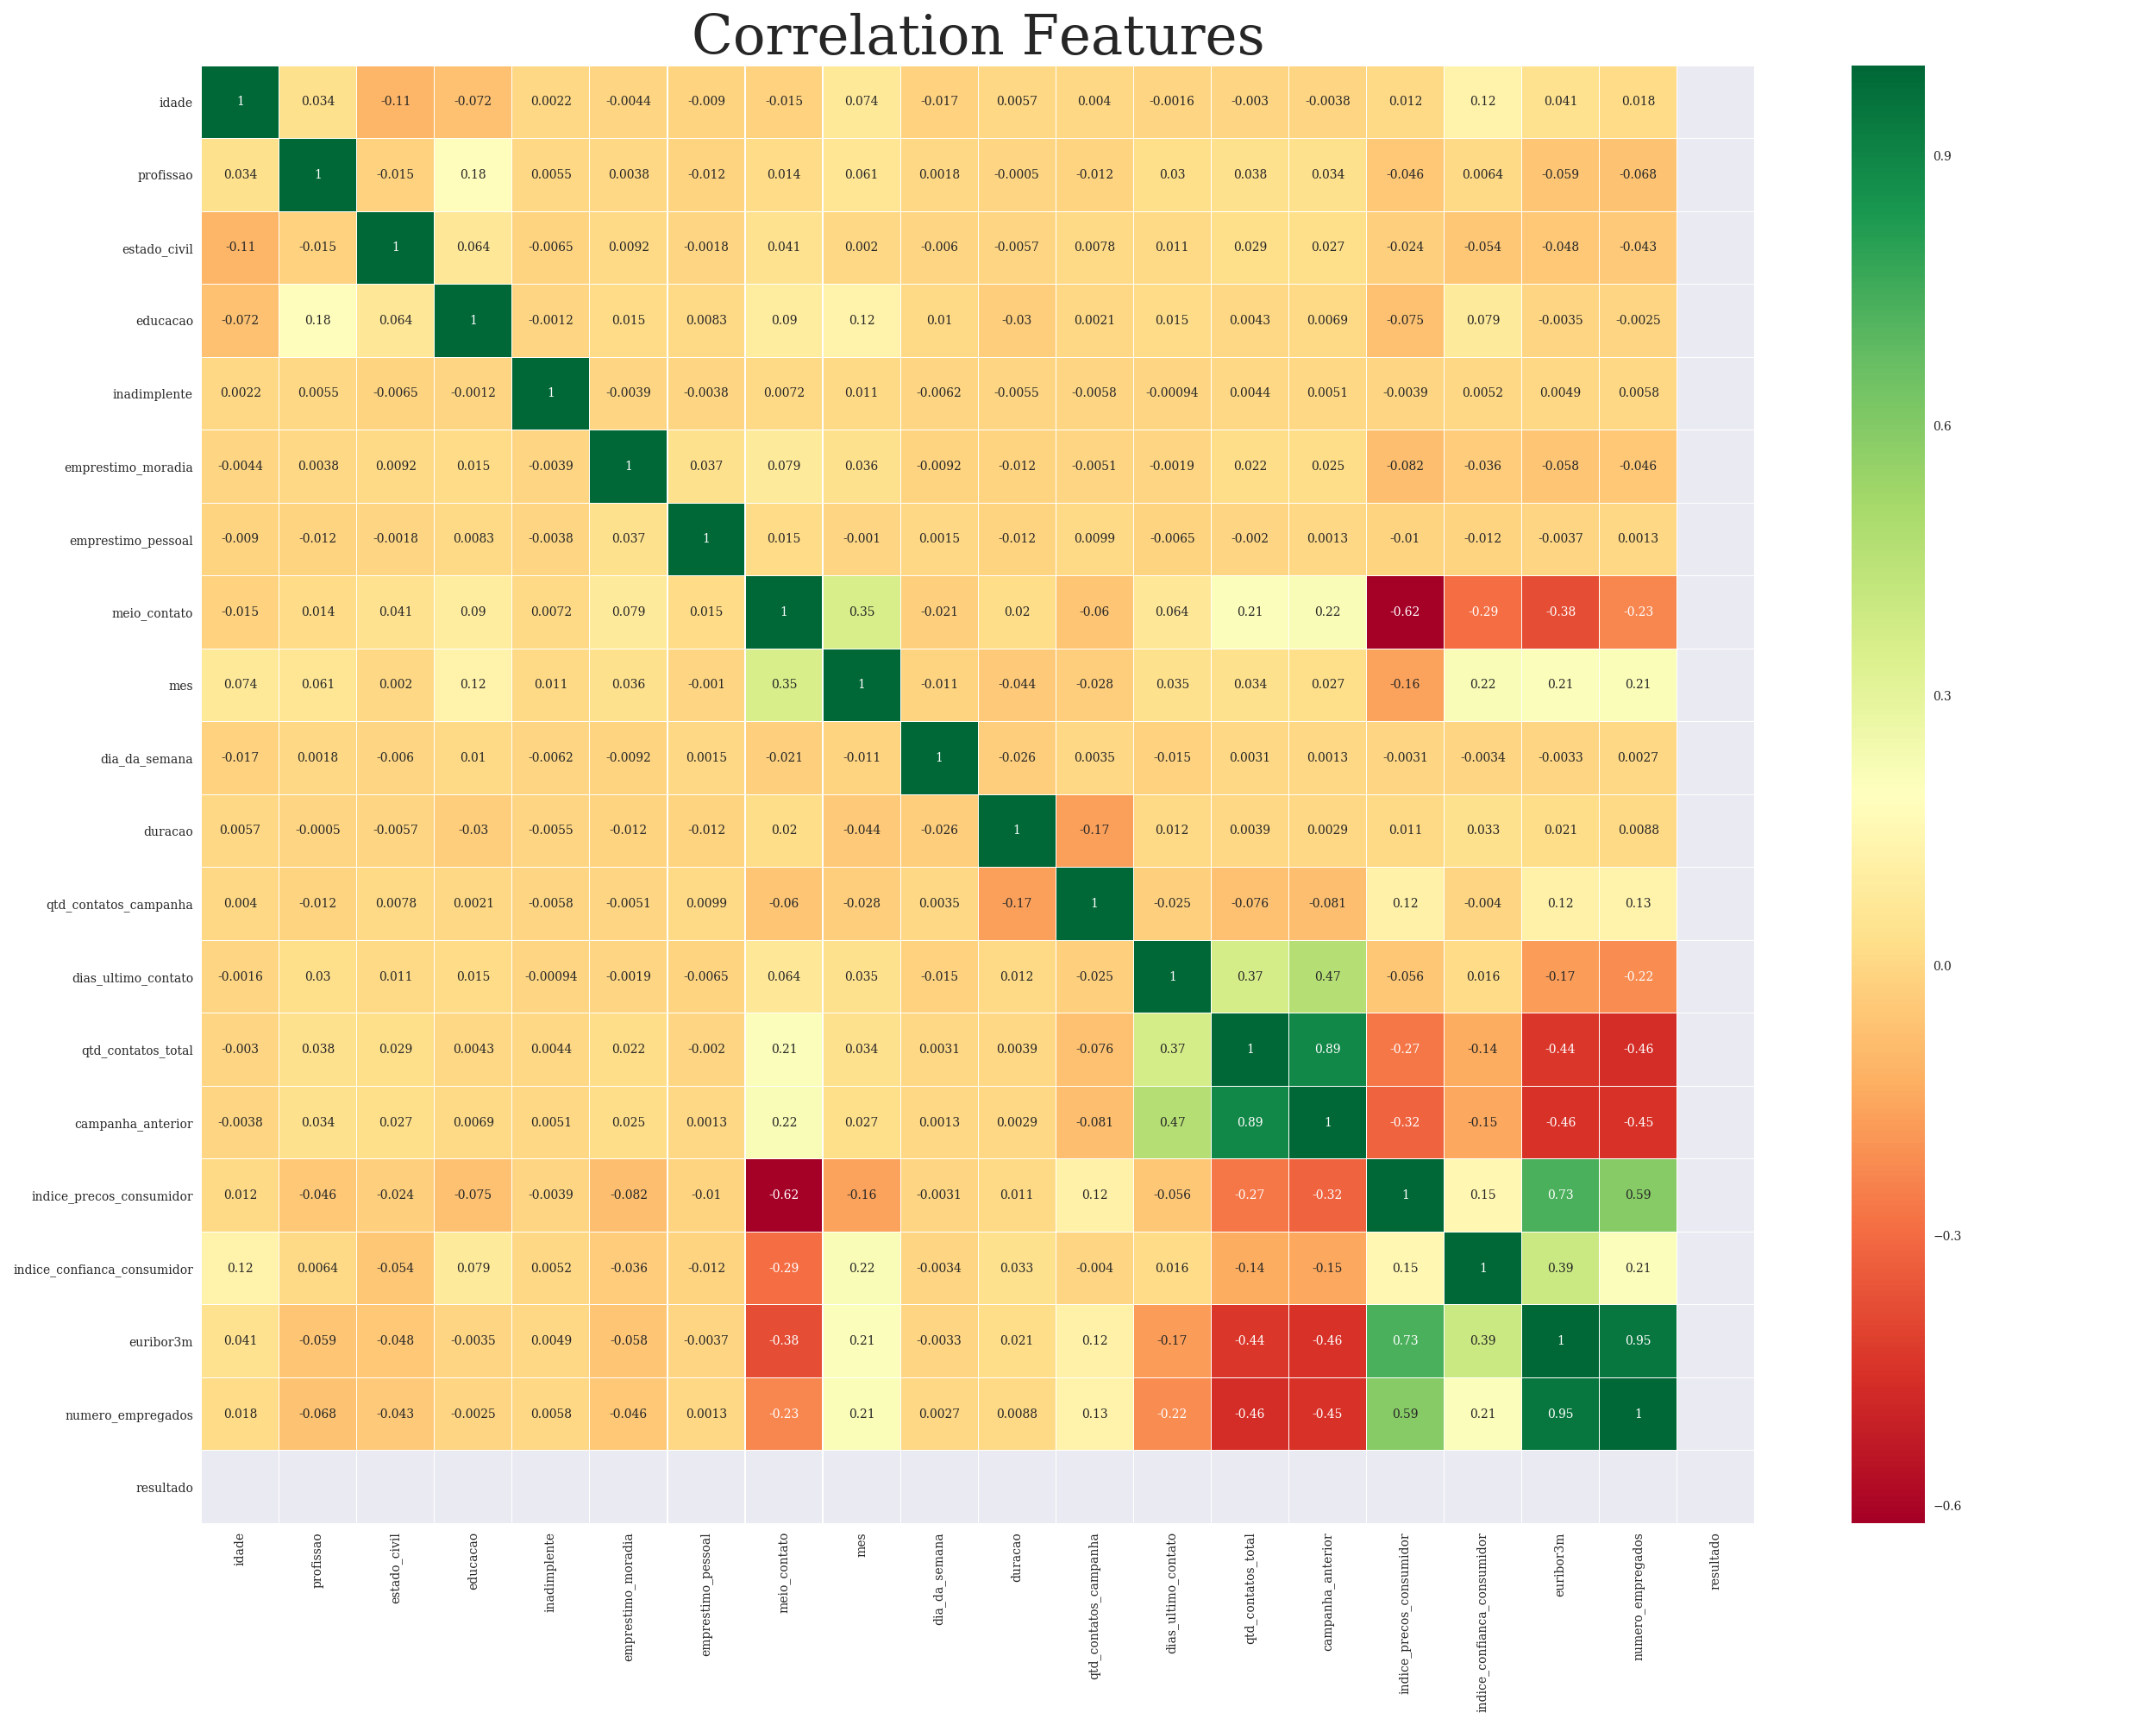 Correlation Features
idade 1 0.034 -0.11 -0.072 0.0022 -0.0044 -0.009 -0.015 0.074 -0.017 0.0057 0.004 -0.0016 -0.003 -0.0038 0.012 0.12 0.041 0.018
profissao 0.034 1 -0.015 0.18 0.0055 0.0038 -0.012 0.014 0.061 0.0018 -0.0005 -0.012 0.03 0.038 0.034 -0.046 0.0064 -0.059 -0.068
estado_civil -0.11 -0.015 1 0.064 -0.0065 0.0092 -0.0018 0.041 0.002 -0.006 -0.0057 0.0078 0.011 0.029 0.027 -0.024 -0.054 -0.048 -0.043
educacao -0.072 0.18 0.064 1 -0.0012 0.015 0.0083 0.09 0.12 0.01 -0.03 0.0021 0.015 0.0043 0.0069 -0.075 0.079 -0.0035 -0.0025
inadimplente 0.0022 0.0055 -0.0065 -0.0012 1 -0.0039 -0.0038 0.0072 0.011 -0.0062 -0.0055 -0.0058 -0.00094 0.0044 0.0051 -0.0039 0.0052 0.0049 0.0058
emprestimo_moradia -0.0044 0.0038 0.0092 0.015 -0.0039 1 0.037 0.079 0.036 -0.0092 -0.012 -0.0051 -0.0019 0.022 0.025 -0.082 -0.036 -0.058 -0.046
emprestimo_pessoal -0.009 -0.012 -0.0018 0.0083 -0.0038 0.037 1 0.015 -0.001 0.0015 -0.012 0.0099 -0.0065 -0.002 0.0013 -0.01 -0.012 -0.0037 0.0013
meio_contato -0.015 0.014 0.041 0.09 0.0072 0.079 0.015 1 0.35 -0.021 0.02 -0.06 0.064 0.21 0.22 -0.62 -0.29 -0.38 -0.23
mes 0.074 0.061 0.002 0.12 0.011 0.036 -0.001 0.35 1 -0.011 -0.044 -0.028 0.035 0.034 0.027 -0.16 0.22 0.21 0.21
dia_da_semana -0.017 0.0018 -0.006 0.01 -0.0062 -0.0092 0.0015 -0.021 -0.011 1 -0.026 0.0035 -0.015 0.0031 0.0013 -0.0031 -0.0034 -0.0033 0.0027
duracao 0.0057 -0.0005 -0.0057 -0.03 -0.0055 -0.012 -0.012 0.02 -0.044 -0.026 1 -0.17 0.012 0.0039 0.0029 0.011 0.033 0.021 0.0088
qtd_contatos_campanha 0.004 -0.012 0.0078 0.0021 -0.0058 -0.0051 0.0099 -0.06 -0.028 0.0035 -0.17 1 -0.025 -0.076 -0.081 0.12 -0.004 0.12 0.13
dias_ultimo_contato -0.0016 0.03 0.011 0.015 -0.00094 -0.0019 -0.0065 0.064 0.035 -0.015 0.012 -0.025 1 0.37 0.47 -0.056 0.016 -0.17 -0.22
qtd_contatos_total -0.003 0.038 0.029 0.0043 0.0044 0.022 -0.002 0.21 0.034 0.0031 0.0039 -0.076 0.37 1 0.89 -0.27 -0.14 -0.44 -0.46
campanha_anterior -0.0038 0.034 0.027 0.0069 0.0051 0.025 0.0013 0.22 0.027 0.0013 0.0029 -0.081 0.47 0.89 1 -0.32 -0.15 -0.46 -0.45
indice_precos_consumidor 0.012 -0.046 -0.024 -0.075 -0.0039 -0.082 -0.01 -0.62 -0.16 -0.0031 0.011 0.12 -0.056 -0.27 -0.32 1 0.15 0.73 0.59
indice_confianca_consumidor 0.12 0.0064 -0.054 0.079 0.0052 -0.036 -0.012 -0.29 0.22 -0.0034 0.033 -0.004 0.016 -0.14 -0.15 0.15 1 0.39 0.21
euribor3m 0.041 -0.059 -0.048 -0.0035 0.0049 -0.058 -0.0037 -0.38 0.21 -0.0033 0.021 0.12 -0.17 -0.44 -0.46 0.73 0.39 1 0.95
numero_empregados 0.018 -0.068 -0.043 -0.0025 0.0058 -0.046 0.0013 -0.23 0.21 0.0027 0.0088 0.13 -0.22 -0.46 -0.45 0.59 0.21 0.95 1
resultado
idade
profissao
estado_civil
educacao
inadimplente
emprestimo_moradia
emprestimo_pessoal
meio_contato
mes
dia_da_semana
duracao
qtd_contatos_campanha
dias_ultimo_contato
qtd_contatos_total
campanha_anterior
indice_precos_consumidor
indice_confianca_consumidor
euribor3m
numero_empregados
resultado
0.9
0.6
0.3
0.0
−0.3
−0.6